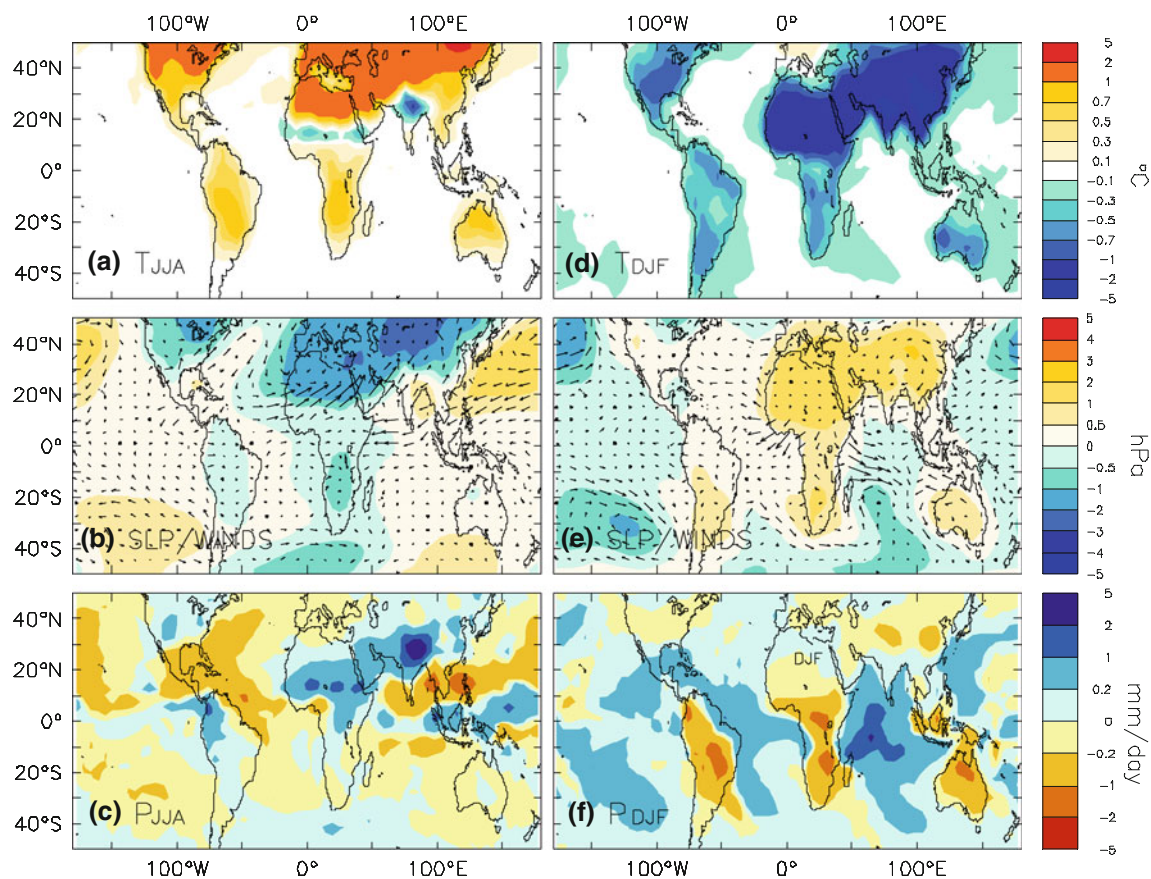 100°W 0° 100°E 0° 100°E
40°N
20°N
0°
20°S
40°S
(a) TJJA
(d) TDJF
5
2
1
0.7
0.5
0.3
0.1
-0.1
-0.3
-0.5
-0.7
-1
-2
-5
°C
40°N
20°N
0°
20°S
40°S
(b) SLP/WINDS
(e) SLP/WINDS
5
4
3
2
1
0.5
0
-0.5
-1
-2
-3
-4
-5
hPa
40°N
20°N
0°
20°S
40°S
(c) PJJA
DJF
(f) PDJF
5
2
1
0.2
0
-0.2
-1
-2
-5
mm/day
100°W 0° 100°E 100°W 0° 100°E